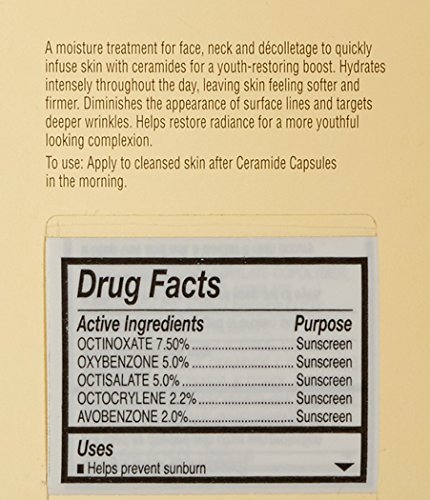 A moisture treatment for face, neck and décolletage to quickly
infuse skin with ceramides for a youth-restoring boost. Hydrates
intensely throughout the day, leaving skin feeling softer and
firmer. Diminishes the appearance of surface lines and targets
deeper wrinkles. Helps restore radiance for a more youthful
looking complexion.
To use: Apply to cleansed skin after Ceramide Capsules
in the morning.
Drug Facts
Active Ingredients Purpose
OCTINOXATE 7.50%......................Sunscreen
OXYBENZONE 5.0%......................Sunscreen
OCTISALATE 5.0%........................Sunscreen
OCTOCRYLENE 2.2%....................Sunscreen
AVOBENZONE 2.0%......................Sunscreen
Uses
■ Helps prevent sunburn